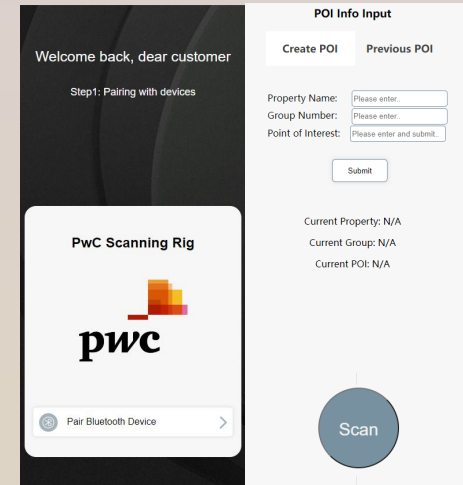 Welcome back, dear customer
Step1: Pairing with devices
PwC Scanning Rig
pwc
Pair Bluetooth Device
POI Info Input
Create POI Previous POI
Property Name: Please enter..
Group Number: Please enter..
Point of Interest: Please enter and submit..
Submit
Current Property: N/A
Current Group: N/A
Current POI: N/A
Scan